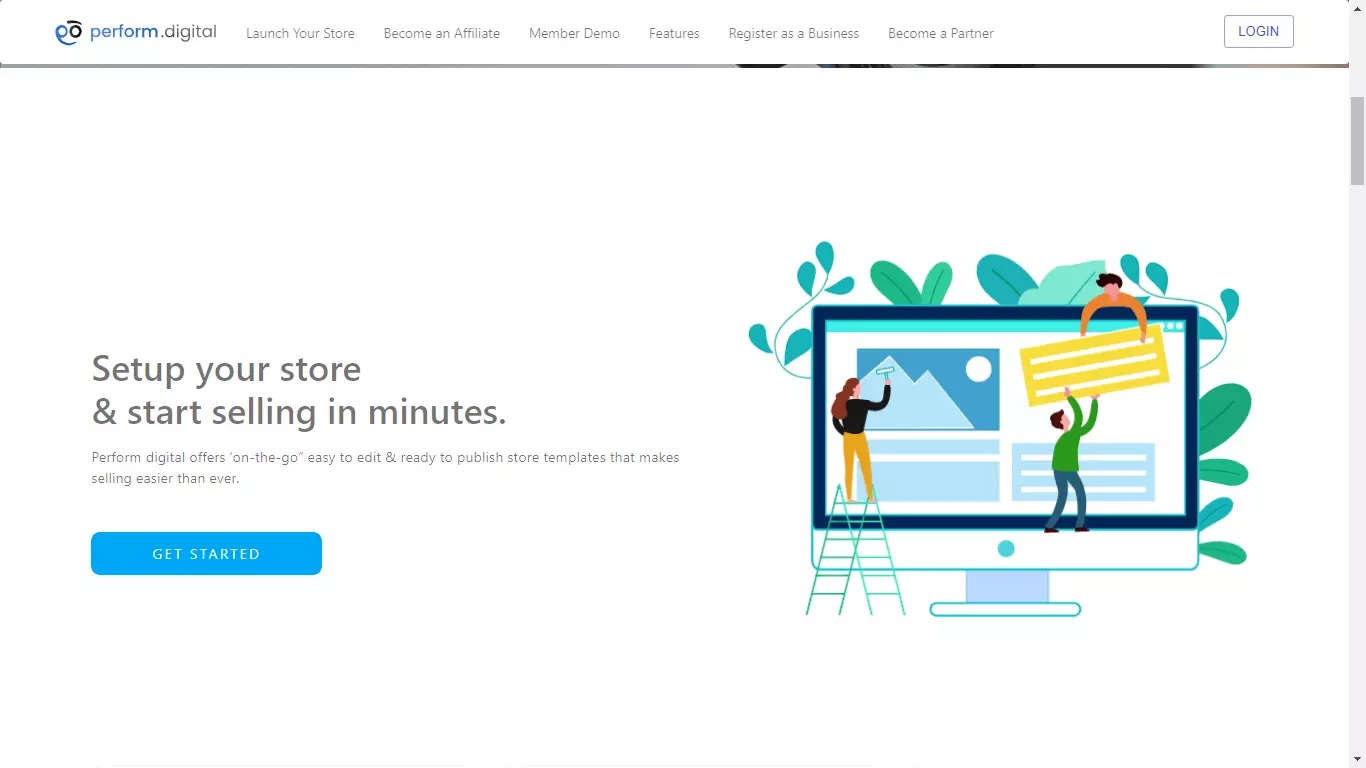 perform.digital Launch Your Store Become an Affiliate Member Demo Features Register as a Business Become a Partner LOGIN
Setup your store
& start selling in minutes.
Perform digital offers ‘on-the-go” easy to edit & ready to publish store templates that makes
selling easier than ever.
GET STARTED